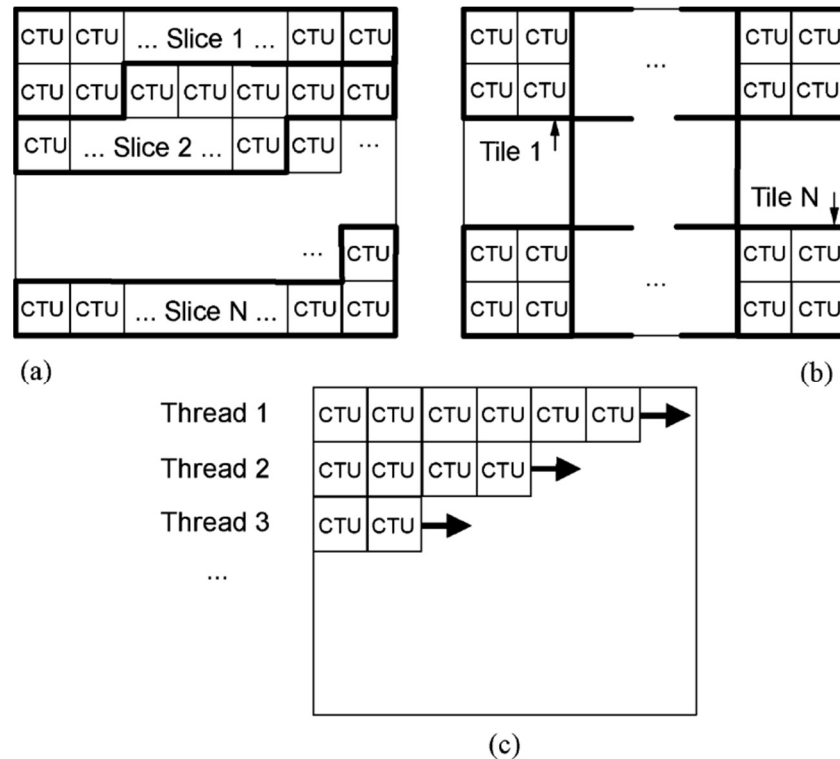 CTU CTU ... Slice 1 ... CTU CTU
CTU CTU CTU CTU CTU CTU CTU
CTU ... Slice 2 ... CTU CTU ...
... CTU
CTU CTU ... Slice N ... CTU CTU
(a)
CTU CTU ... CTU CTU
CTU CTU CTU CTU
Tile 1
Tile N
CTU CTU CTU CTU
CTU CTU ... CTU CTU
(b)
Thread 1 CTU CTU CTU CTU CTU CTU
Thread 2 CTU CTU CTU CTU
Thread 3 CTU CTU
...
(c)